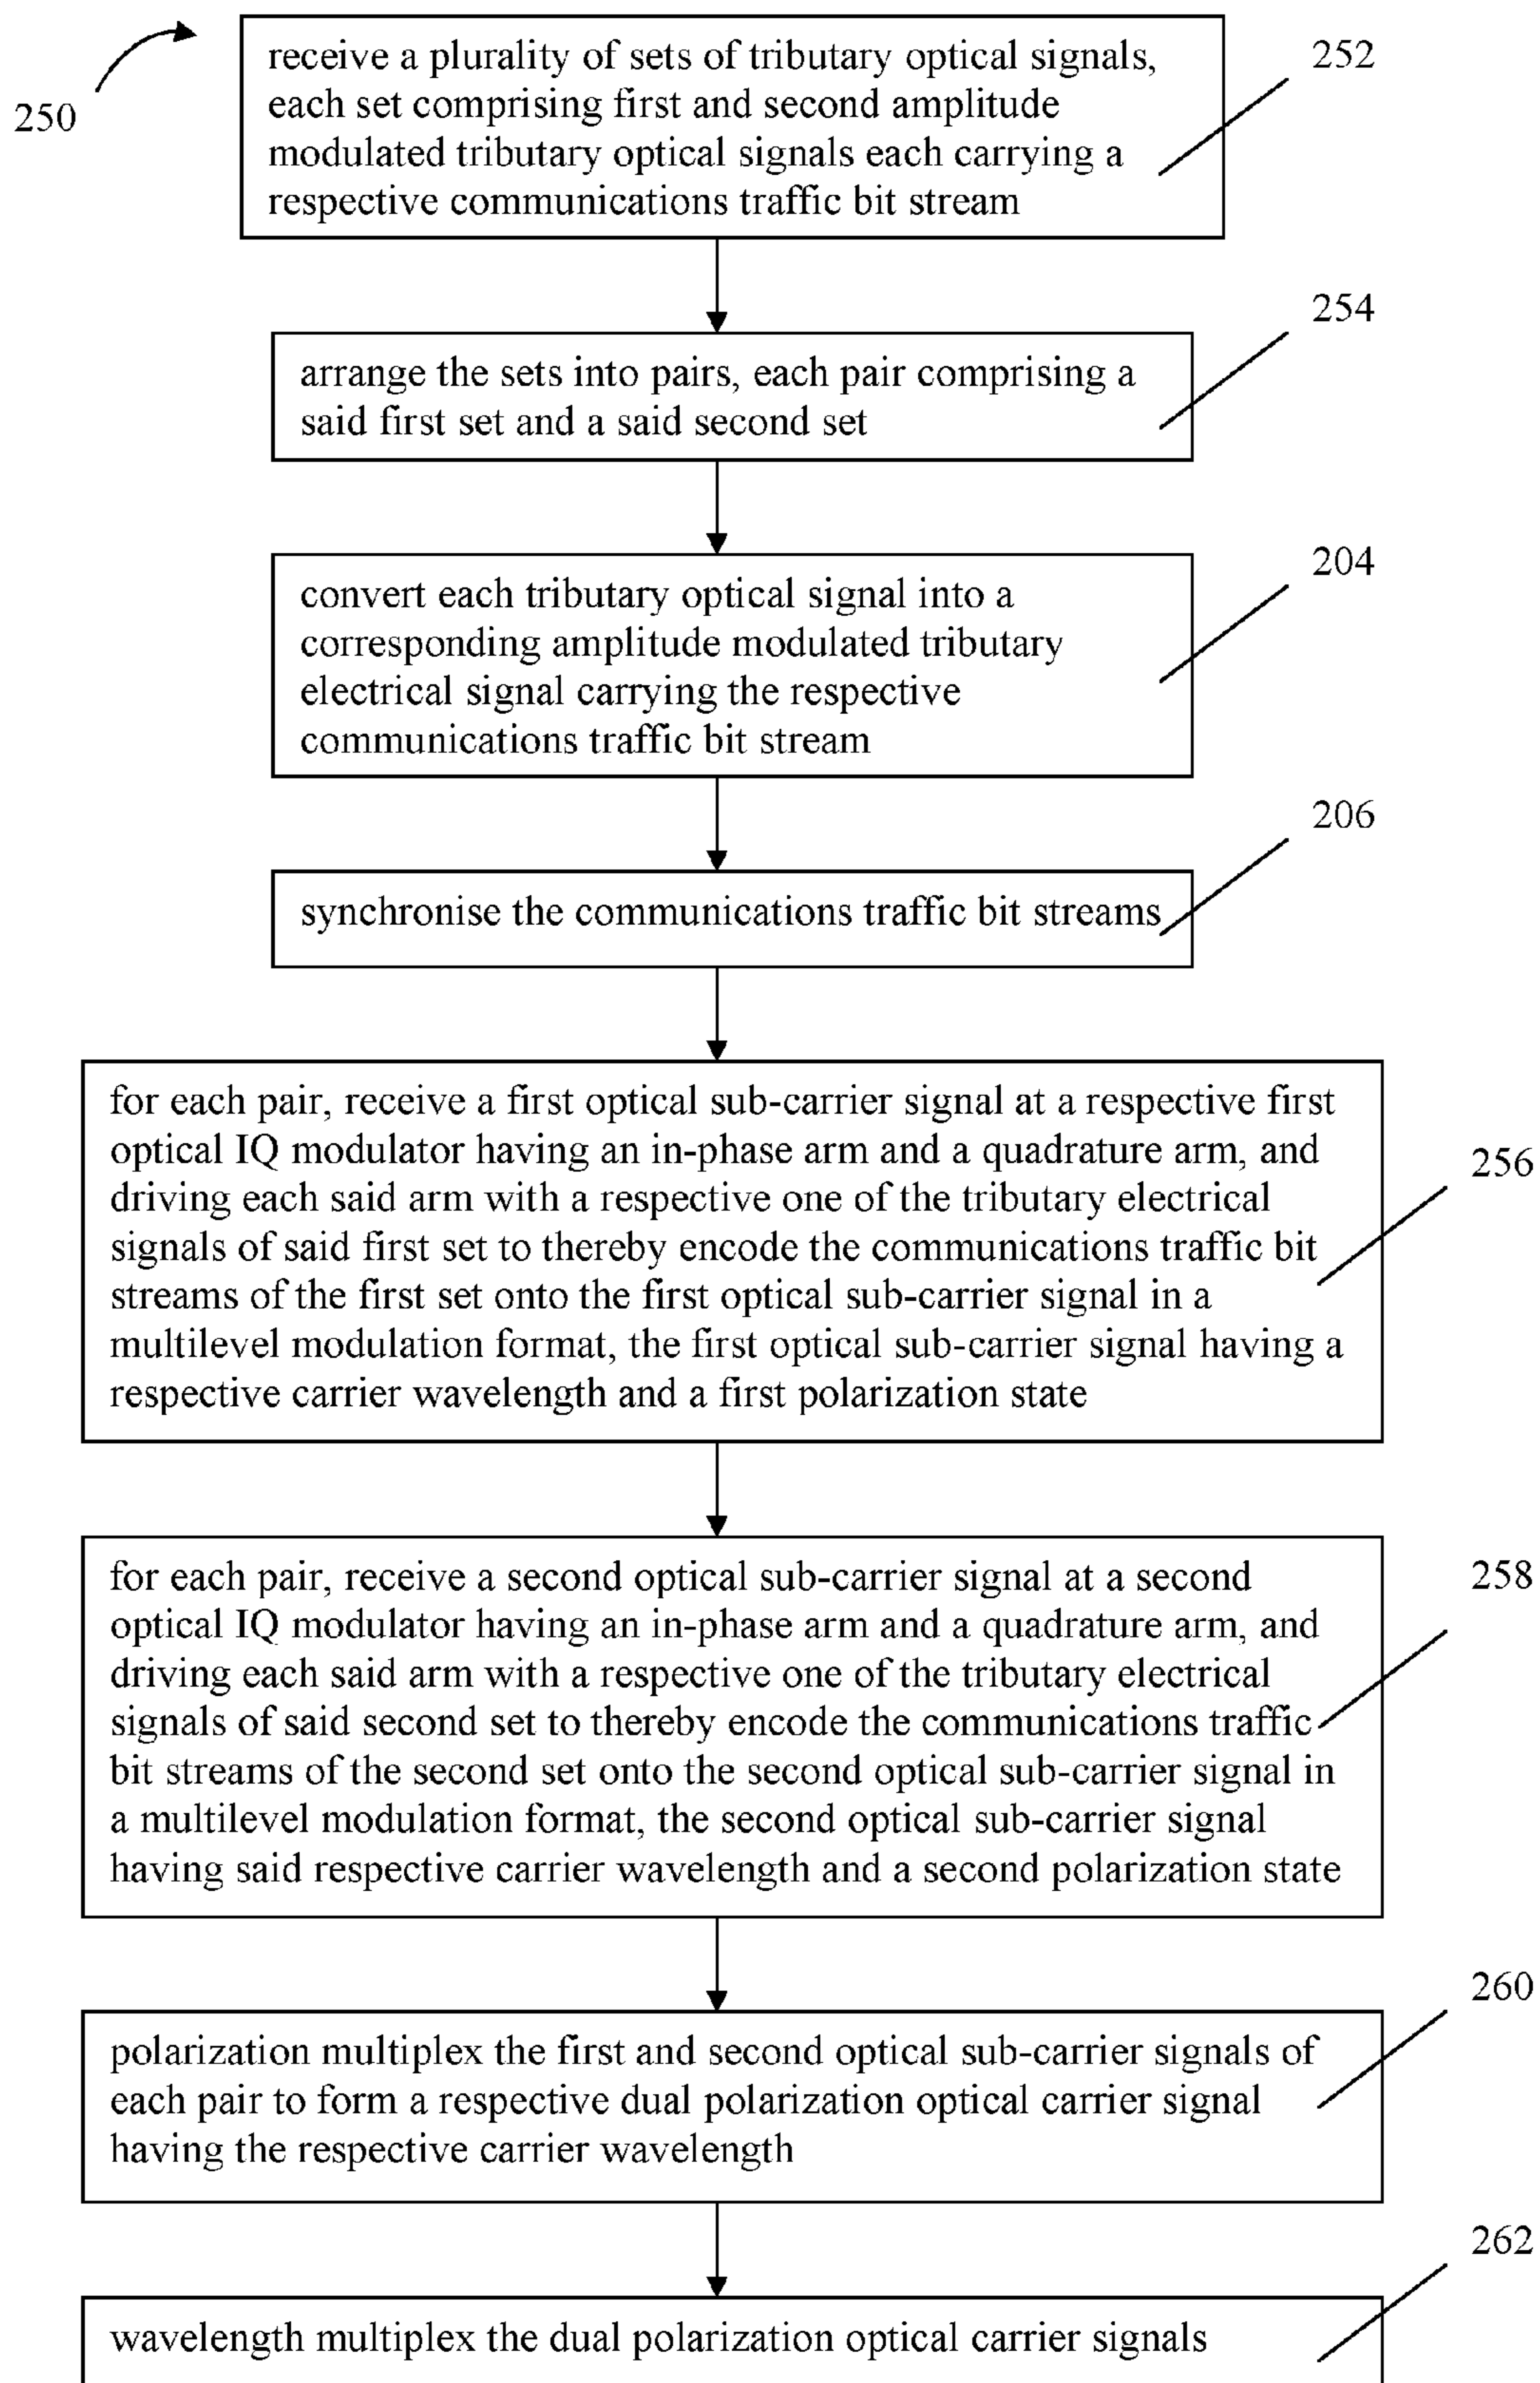 250
receive a plurality of sets of tributary optical signals,
each set comprising first and second amplitude
modulated tributary optical signals each carrying a
respective communications traffic bit stream
252
arrange the sets into pairs, each pair comprising a
said first set and a said second set
254
convert each tributary optical signal into a
corresponding amplitude modulated tributary
electrical signal carrying the respective
communications traffic bit stream
204
synchronise the communications traffic bit streams
206
for each pair, receive a first optical sub-carrier signal at a respective first
optical IQ modulator having an in-phase arm and a quadrature arm, and
driving each said arm with a respective one of the tributary electrical
signals of said first set to thereby encode the communications traffic bit
streams of the first set onto the first optical sub-carrier signal in a
multilevel modulation format, the first optical sub-carrier signal having a
respective carrier wavelength and a first polarization state
256
for each pair, receive a second optical sub-carrier signal at a second
optical IQ modulator having an in-phase arm and a quadrature arm, and
driving each said arm with a respective one of the tributary electrical
signals of said second set to thereby encode the communications traffic
bit streams of the second set onto the second optical sub-carrier signal in
a multilevel modulation format, the second optical sub-carrier signal
having said respective carrier wavelength and a second polarization state
258
polarization multiplex the first and second optical sub-carrier signals of
each pair to form a respective dual polarization optical carrier signal
having the respective carrier wavelength
260
wavelength multiplex the dual polarization optical carrier signals
262